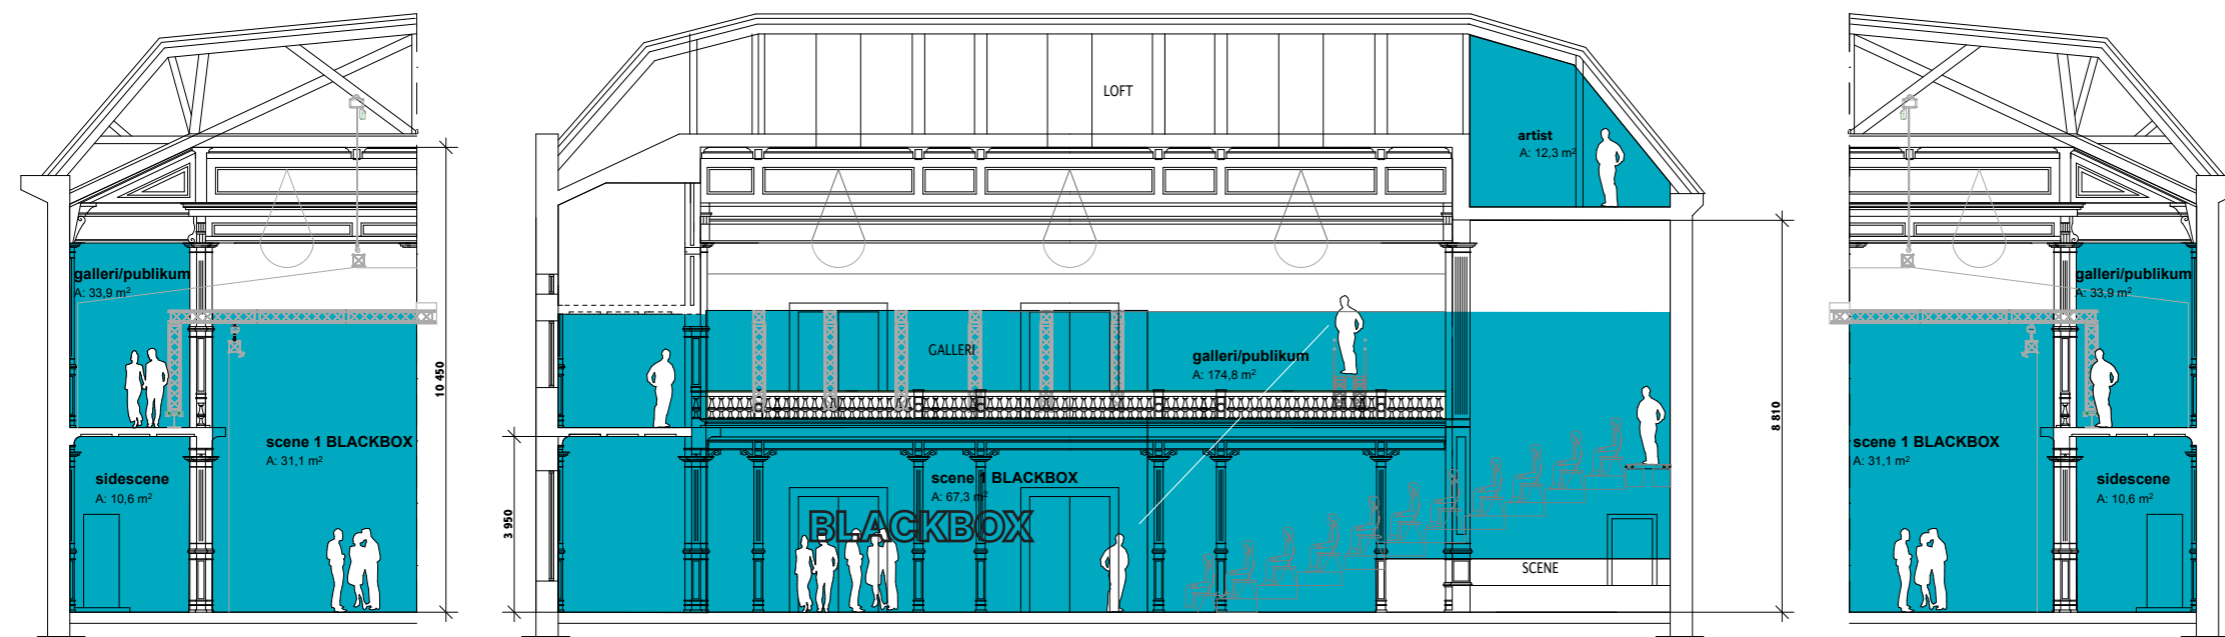 galleri/publikum
A: 33,9 m²
scene 1 BLACKBOX
A: 31,1 m²
sidescene
A: 10,6 m²
10 450
LOFT
artist
A: 12,3 m²
GALLERI
galleri/publikum
A: 174,8 m²
scene 1 BLACKBOX
A: 67,3 m²
BLACKBOX
3 950
SCENE
8 810
galleri/publikum
A: 33,9 m²
scene 1 BLACKBOX
A: 31,1 m²
sidescene
A: 10,6 m²